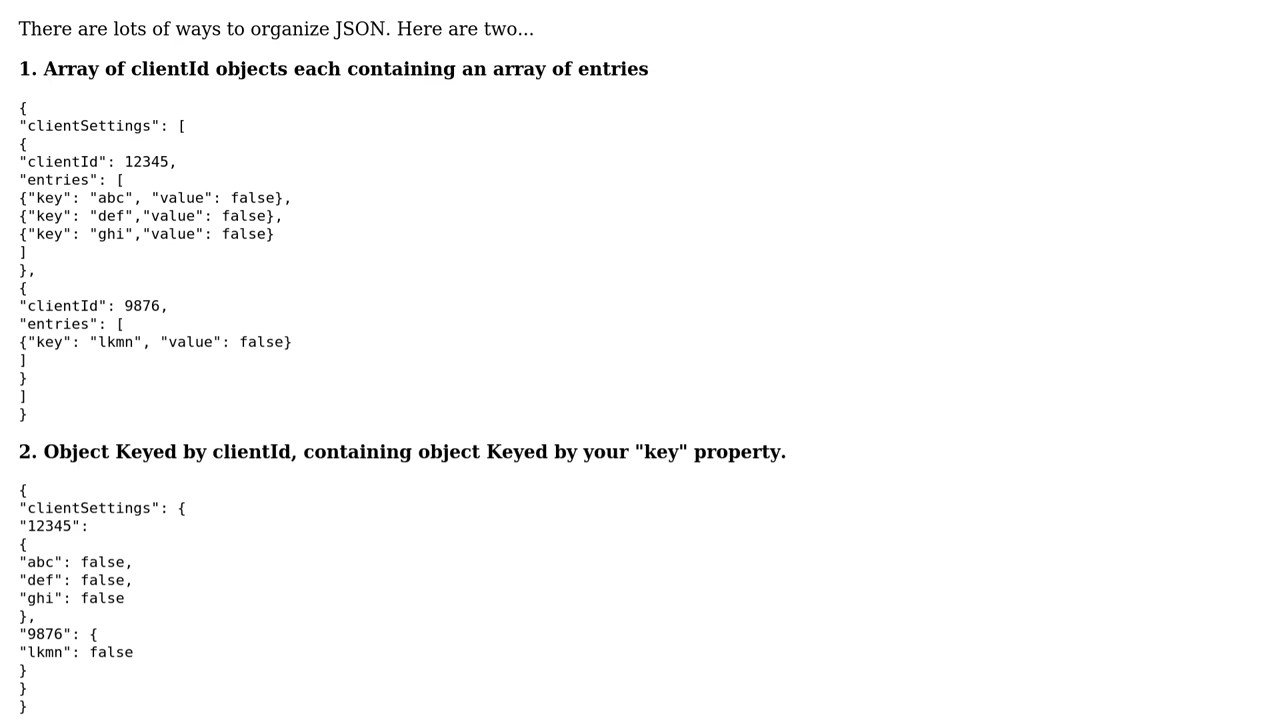 There are lots of ways to organize JSON. Here are two...
1. Array of clientId objects each containing an array of entries
{
"clientSettings": [
{
"clientId": 12345,
"entries": [
{"key": "abc", "value": false},
{"key": "def","value": false},
{"key": "ghi","value": false}
]
},
{
"clientId": 9876,
"entries": [
{"key": "lkmn", "value": false}
]
}
]
}
2. Object Keyed by clientId, containing object Keyed by your "key" property.
{
"clientSettings": {
"12345":
{
"abc": false,
"def": false,
"ghi": false
},
"9876": {
"lkmn": false
}
}
}